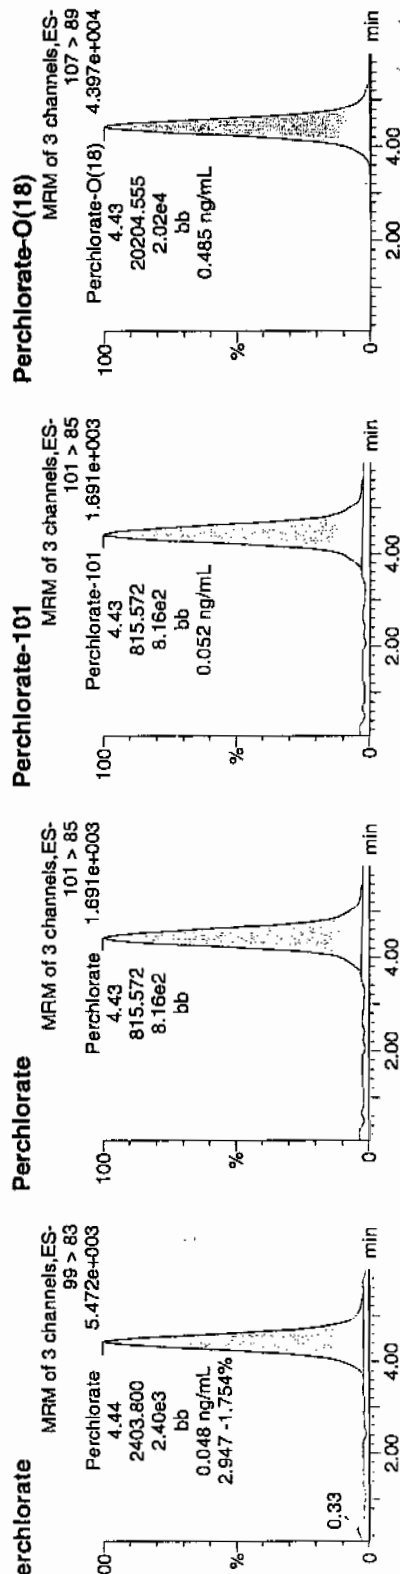 erchlorate
MRM of 3 channels,ES-
99 > 83
5.472e+003
Perchlorate
4.44
2403.800
2.40e3
bb
0.048 ng/mL
2.947 -1.754%
00
%
0.33
0
2.00
4.00
min
Perchlorate
MRM of 3 channels,ES-
101 > 85
1.691e+003
Perchlorate
4.43
815.572
8.16e2
bb
100
%
0
2.00
4.00
min
Perchlorate-101
MRM of 3 channels,ES-
101 > 85
1.691e+003
Perchlorate-101
4.43
815.572
8.16e2
bb
0.052 ng/mL
100
%
0
2.00
4.00
min
Perchlorate-O(18)
MRM of 3 channels,ES-
107 > 89
4.397e+004
Perchlorate-O(18)
4.43
20204.555
2.02e4
bb
0.485 ng/mL
100
%
0
2.00
4.00
min